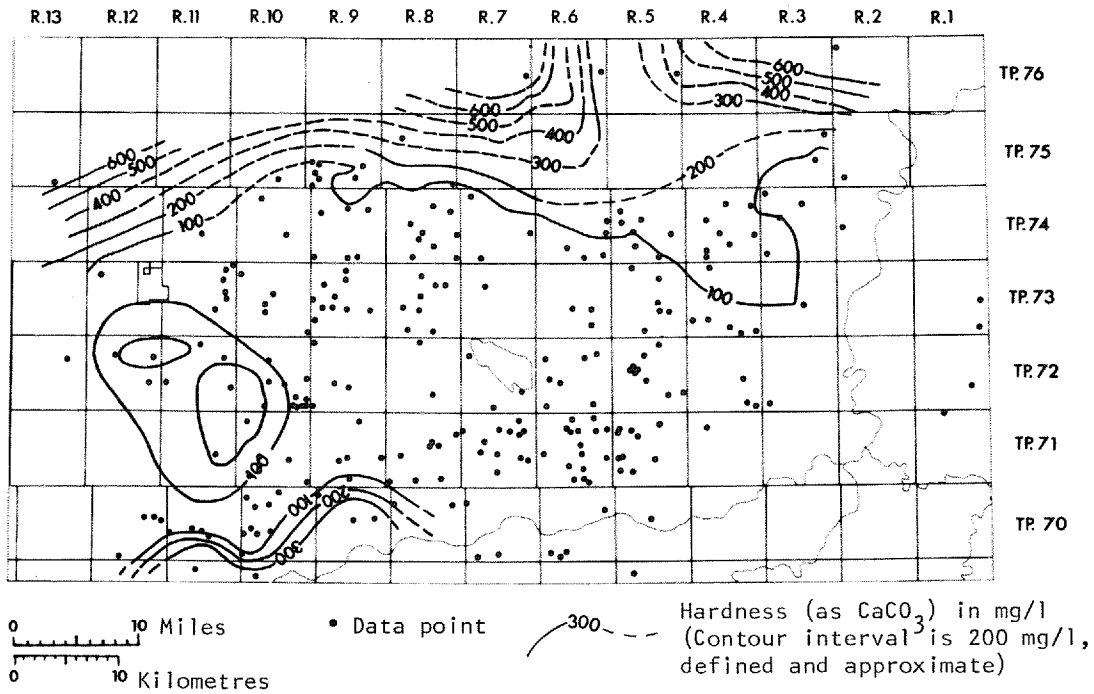 R.13 R.12 R.11 R.10 R.9 R.8 R.7 R.6 R.5 R.4 R.3 R.2 R.1
TP. 76
TP. 75
TP. 74
TP. 73
TP. 72
TP. 71
TP. 70
600
500
400
300
600
500
400
300
600
500
400
200
100
200
100
100
100
200
300
0 10 Miles
0 10 Kilometres
• Data point
300
Hardness (as CaCO3) in mg/l
(Contour interval is 200 mg/l,
defined and approximate)